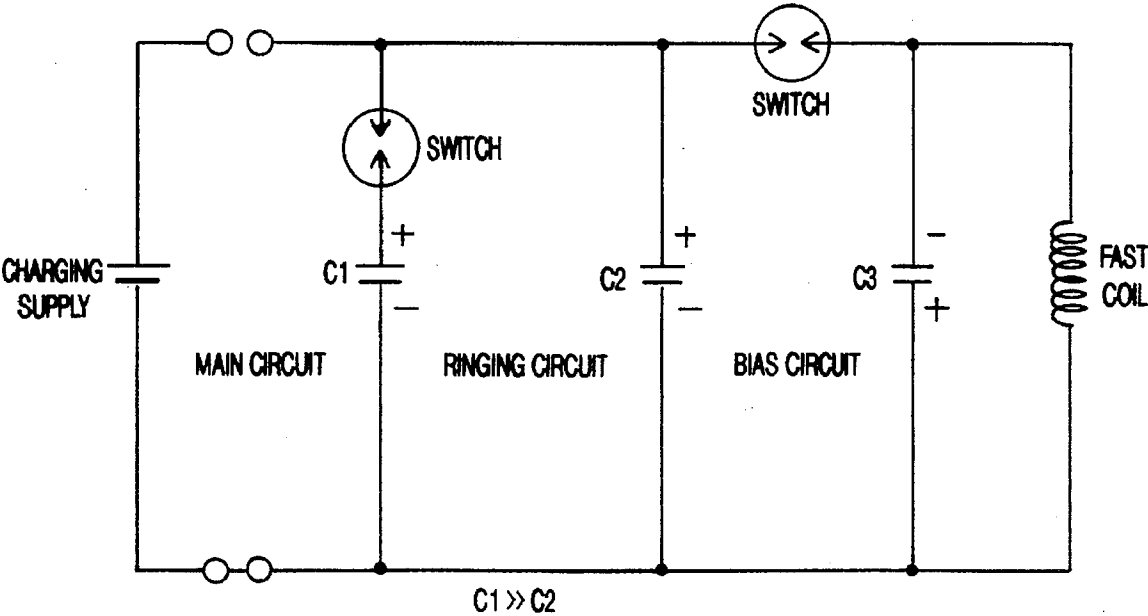 SWITCH
SWITCH
+
+
-
CHARGING
SUPPLY
C1
C2
C3
FAST
COIL
-
-
+
MAIN CIRCUIT
RINGING CIRCUIT
BIAS CIRCUIT
C1 >> C2